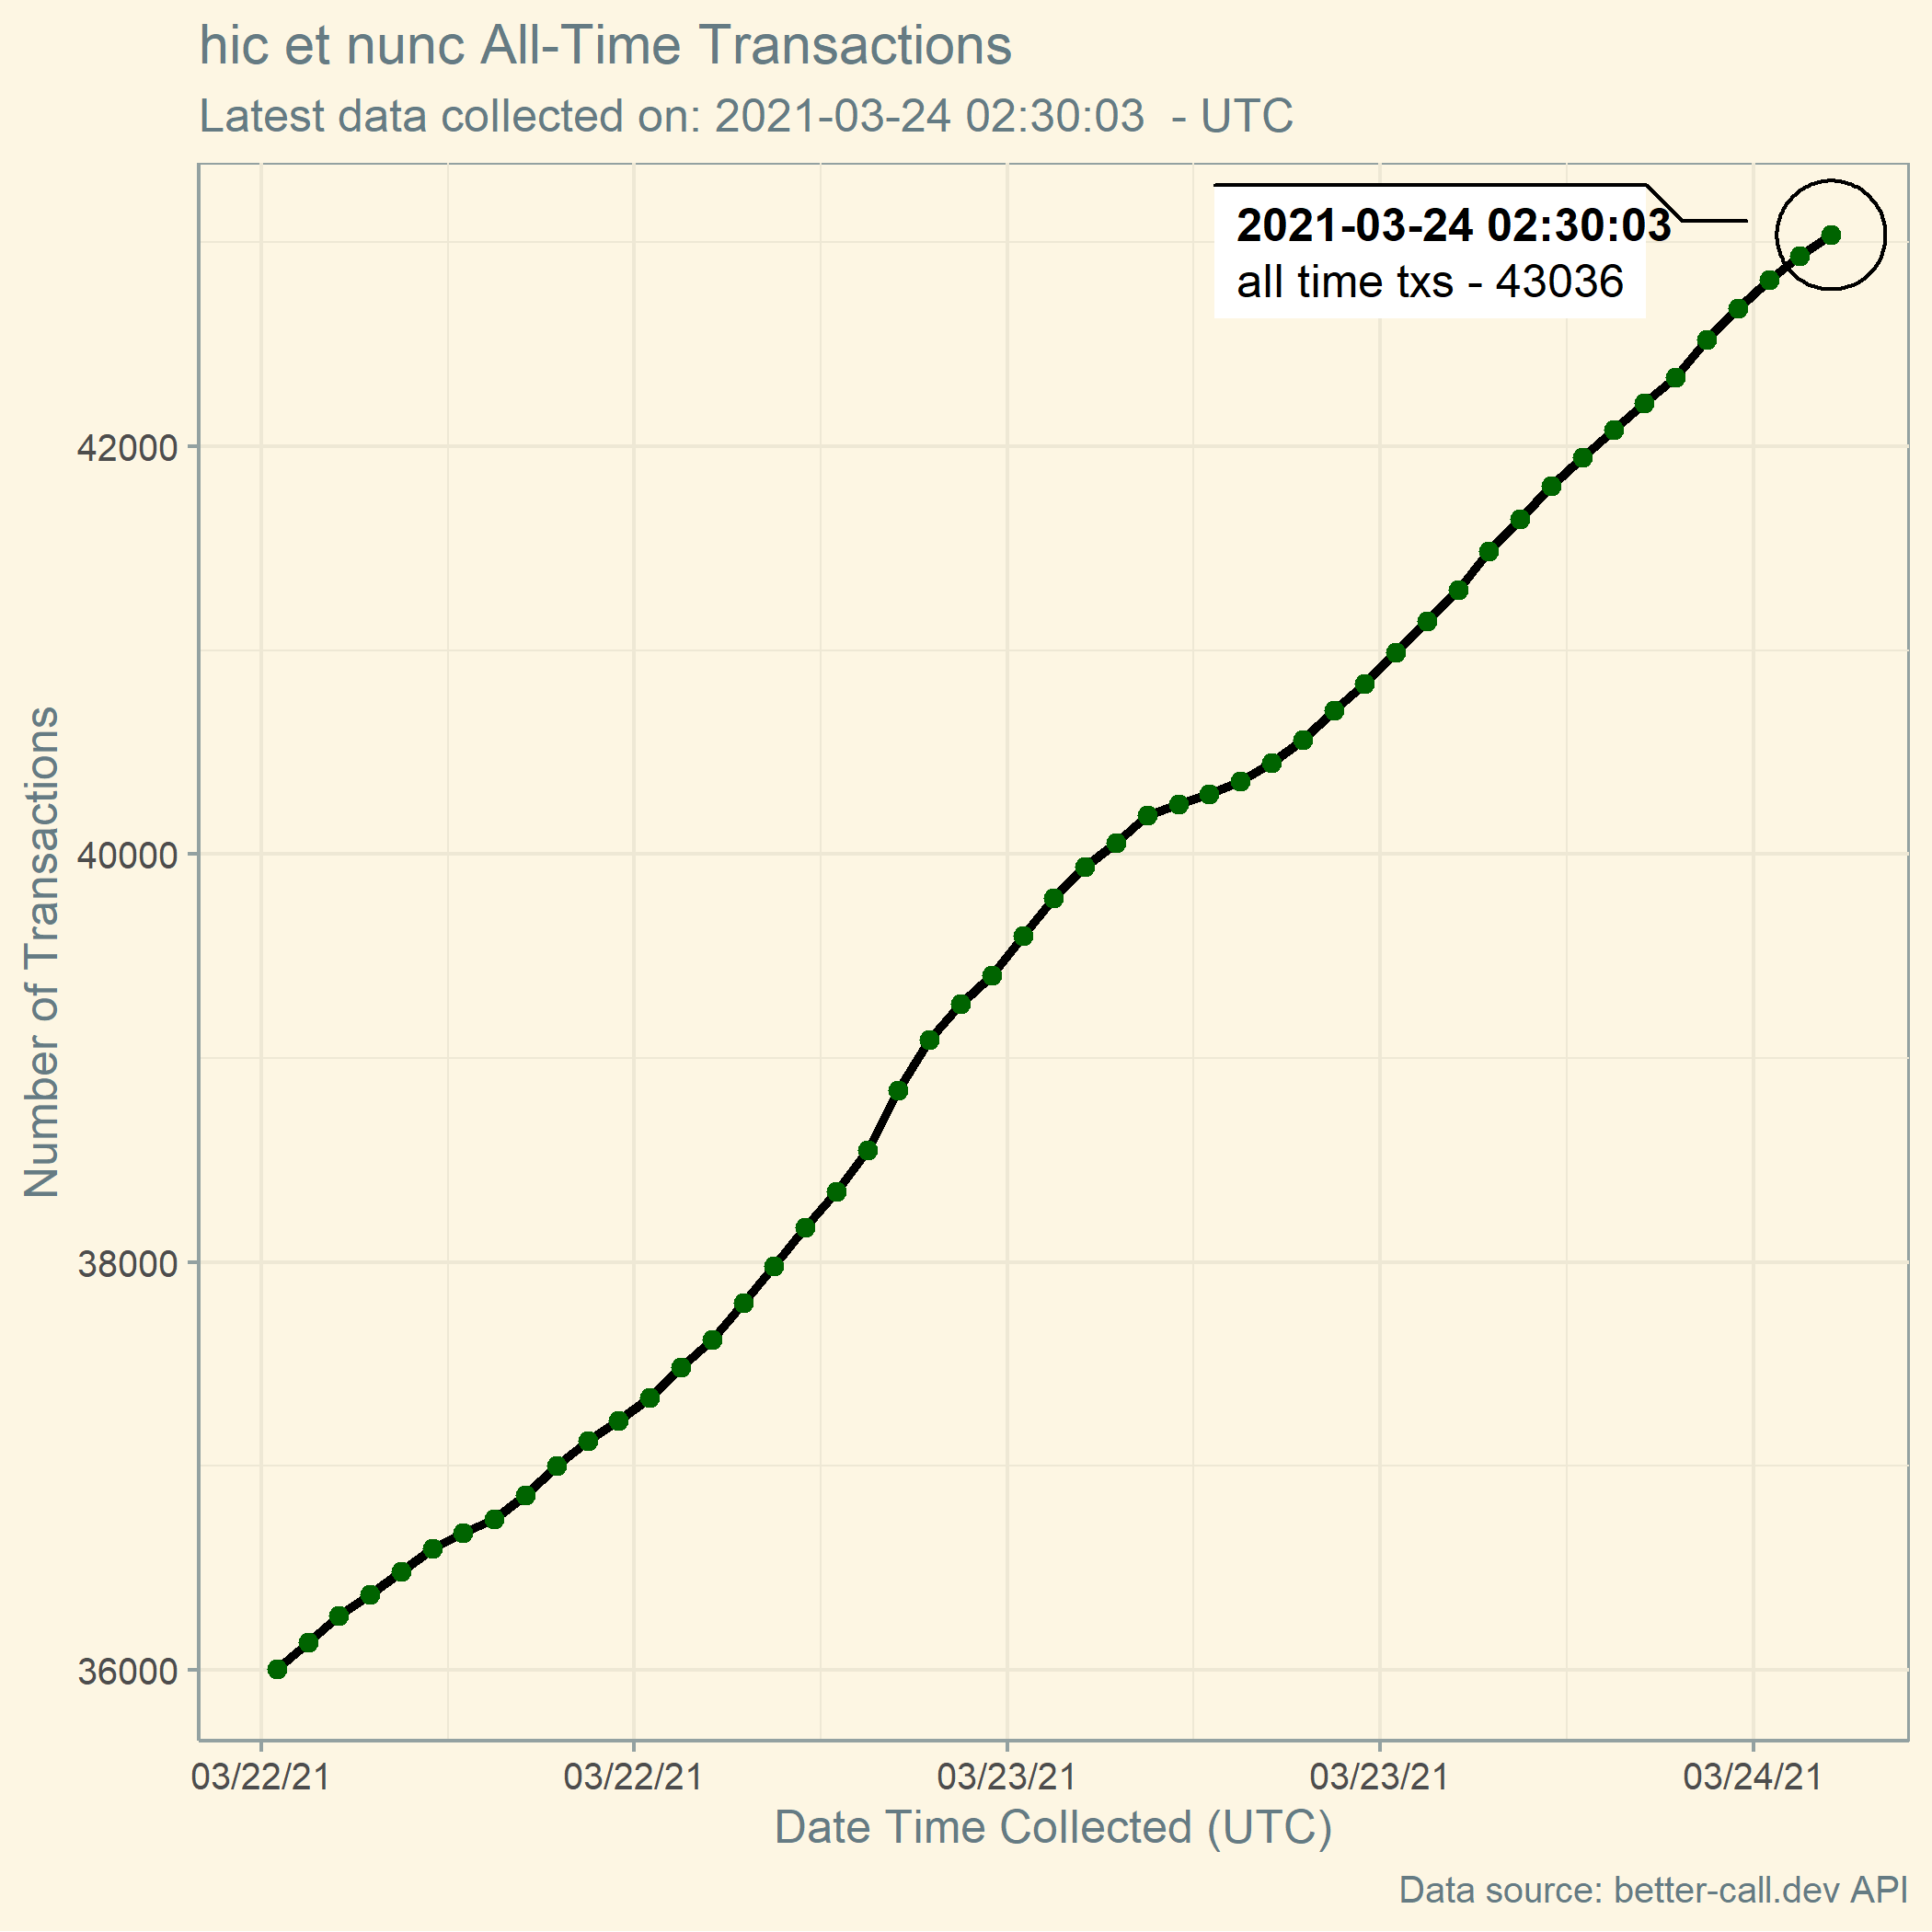 hic et nunc All-Time Transactions
Latest data collected on: 2021-03-24 02:30:03  - UTC
2021-03-24 02:30:03
all time txs - 43036
42000
40000
38000
36000
Number of Transactions
03/22/21 03/22/21 03/23/21 03/23/21 03/24/21
Date Time Collected (UTC)
Data source: better-call.dev API